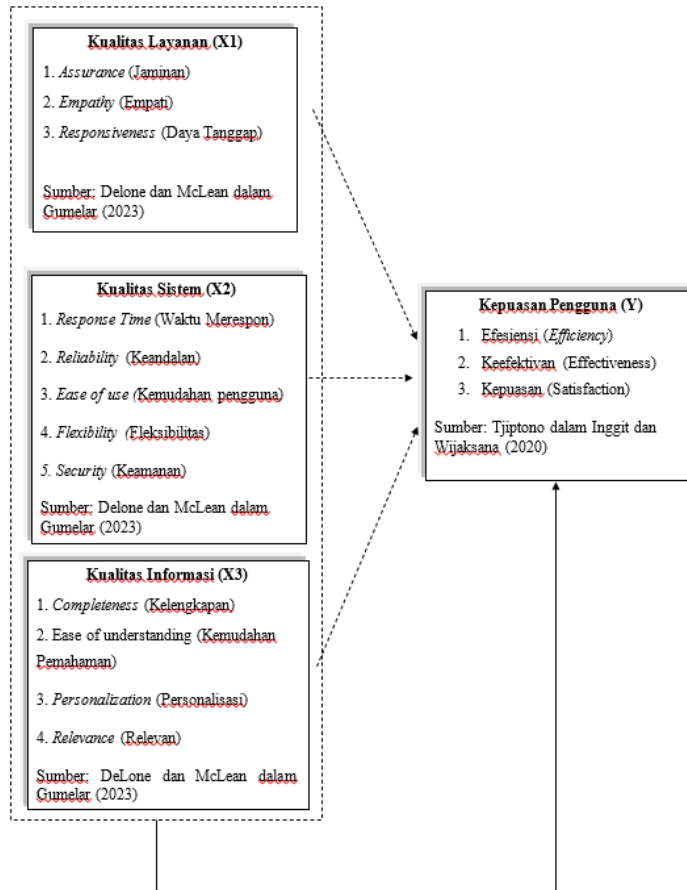 Kualitas Layanan (X1)
1. Assurance (Jaminan)
2. Empathy (Empati)
3. Responsiveness (Daya Tanggap)
Sumber: Delone dan McLean dalam
Gumelar (2023)
Kualitas Sistem (X2)
1. Response Time (Waktu Merespon)
2. Reliability (Keandalan)
3. Ease of use (Kemudahan pengguna)
4. Flexibility (Fleksibilitas)
5. Security (Keamanan)
Sumber: Delone dan McLean dalam
Gumelar (2023)
Kualitas Informasi (X3)
1. Completeness (Kelengkapan)
2. Ease of understanding (Kemudahan
Pemahaman)
3. Personalization (Personalisasi)
4. Relevance (Relevan)
Sumber: DeLone dan McLean dalam
Gumelar (2023)
Kepuasan Pengguna (Y)
1. Efesiensi (Efficiency)
2. Keefektivan (Effectiveness)
3. Kepuasan (Satisfaction)
Sumber: Tjiptono dalam Inggit dan
Wijaksana (2020)